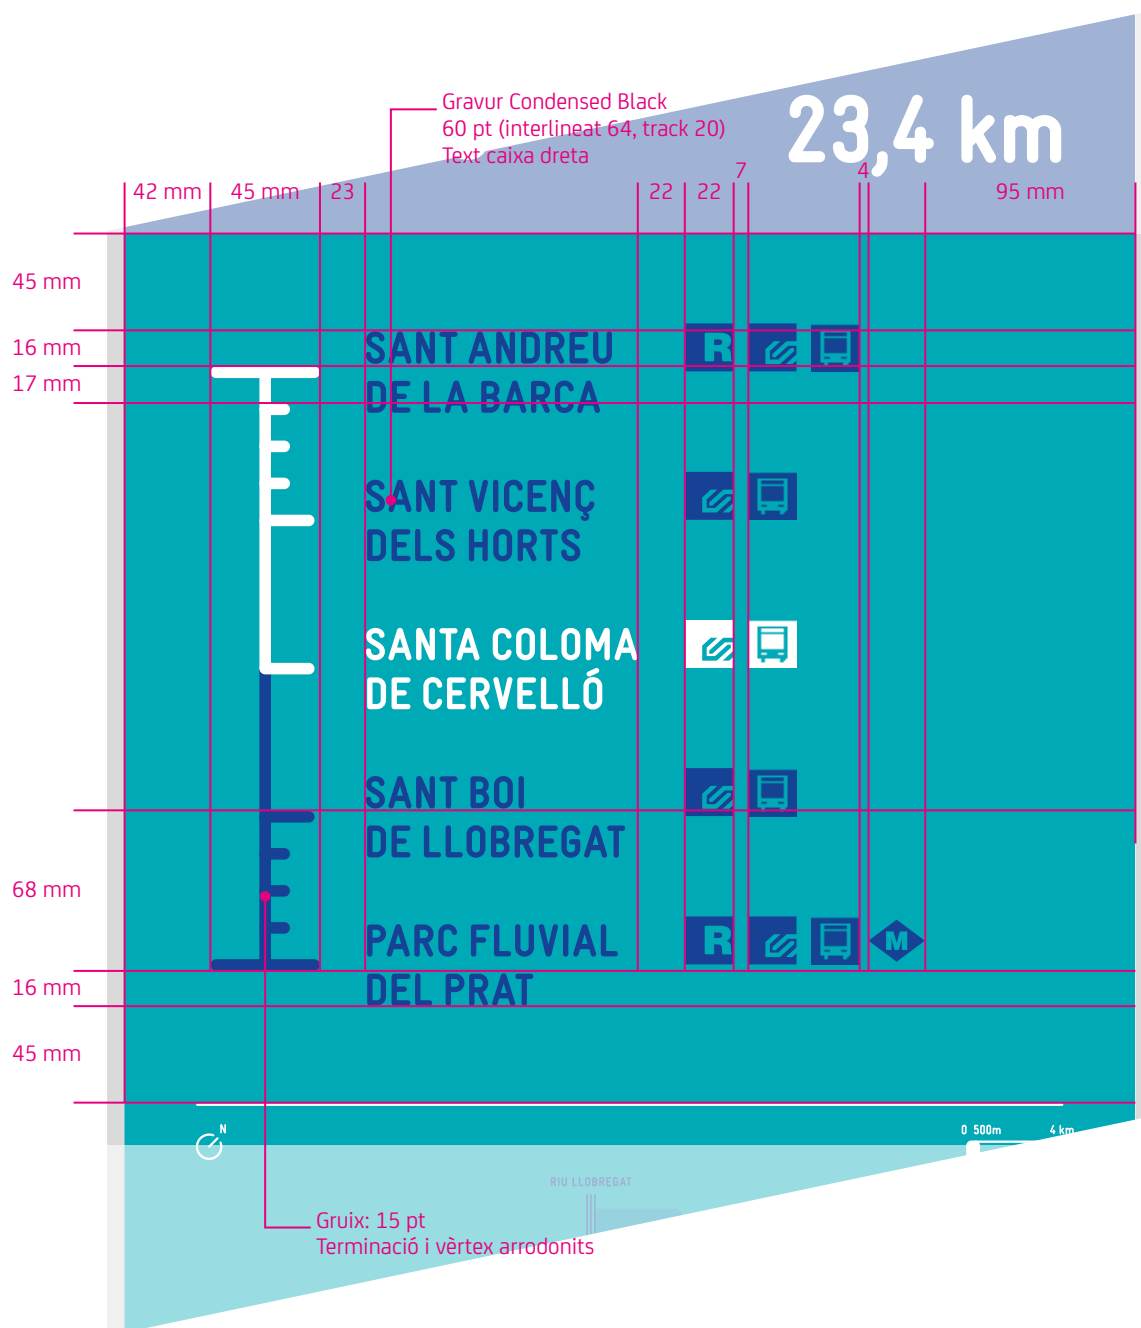 Gravur Condensed Black
60 pt (interlineat 64, track 20)
Text caixa dreta
23,4 km
42 mm 45 mm 23 22 22 7 4 95 mm
45 mm
16 mm
17 mm
SANT ANDREU
DE LA BARCA
R
SANT VICENÇ
DELS HORTS
SANTA COLOMA
DE CERVELLÓ
SANT BOI
DE LLOBREGAT
68 mm
PARC FLUVIAL
DEL PRAT
R M
16 mm
45 mm
N
0 500m 4 km
RIU LLOBREGAT
Gruix: 15 pt
Terminació i vèrtex arrodonits